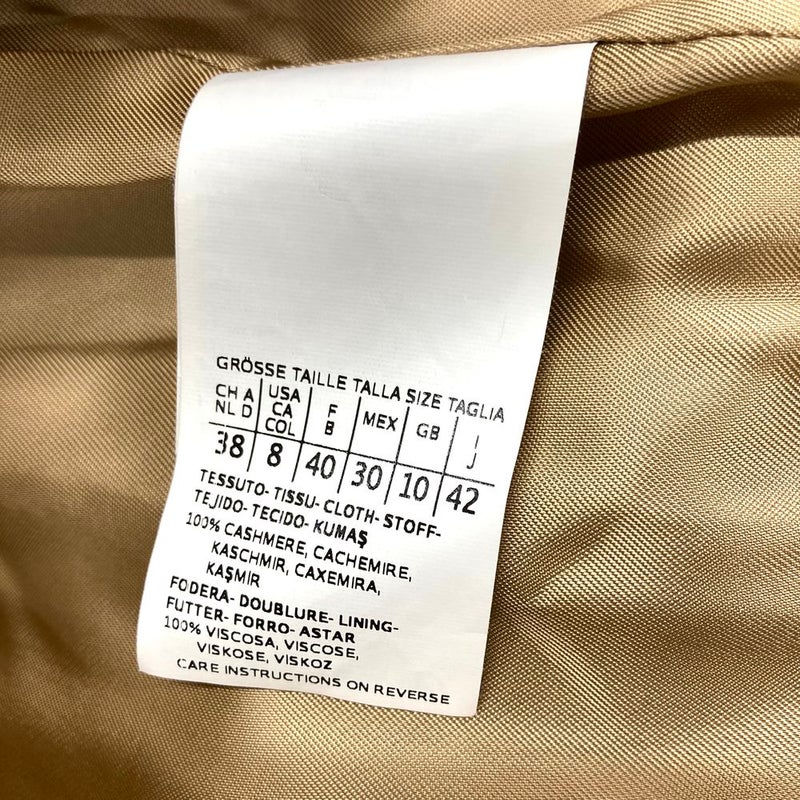 GRÖSSE TAILLE TALLA SIZE TAGLIA
CH A NL D | USA CA COL | F B | MEX | GB | I J
38 | 8 | 40 | 30 | 10 | 42
TESSUTO- TISSU- CLOTH- STOFF-
TEJIDO- TECIDO- KUMAŞ
100% CASHMERE, CACHEMIRE,
KASCHMIR, CAXEMIRA,
KAŞMIR
FODERA- DOUBLURE- LINING-
FUTTER- FORRO- ASTAR
100% VISCOSA, VISCOSE,
VISKOSE, VISKOZ
CARE INSTRUCTIONS ON REVERSE